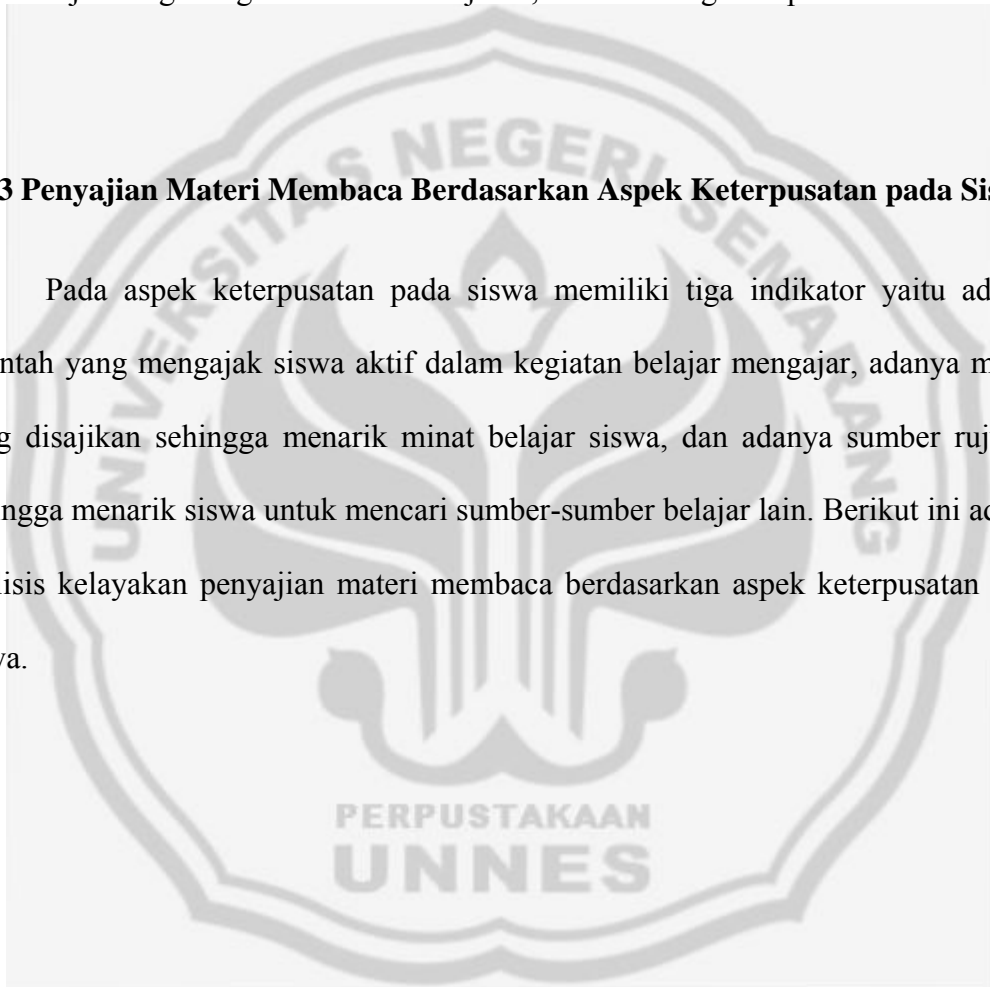 3 Penyajian Materi Membaca Berdasarkan Aspek Keterpusatan pada Sis
Pada aspek keterpusatan pada siswa memiliki tiga indikator yaitu ad
ntah yang mengajak siswa aktif dalam kegiatan belajar mengajar, adanya m
g disajikan sehingga menarik minat belajar siswa, dan adanya sumber ruj
ngga menarik siswa untuk mencari sumber-sumber belajar lain. Berikut ini ad
lisis kelayakan penyajian materi membaca berdasarkan aspek keterpusatan
va.
UNIVERSITAS NEGERI SEMARANG
PERPUSTAKAAN
UNNES